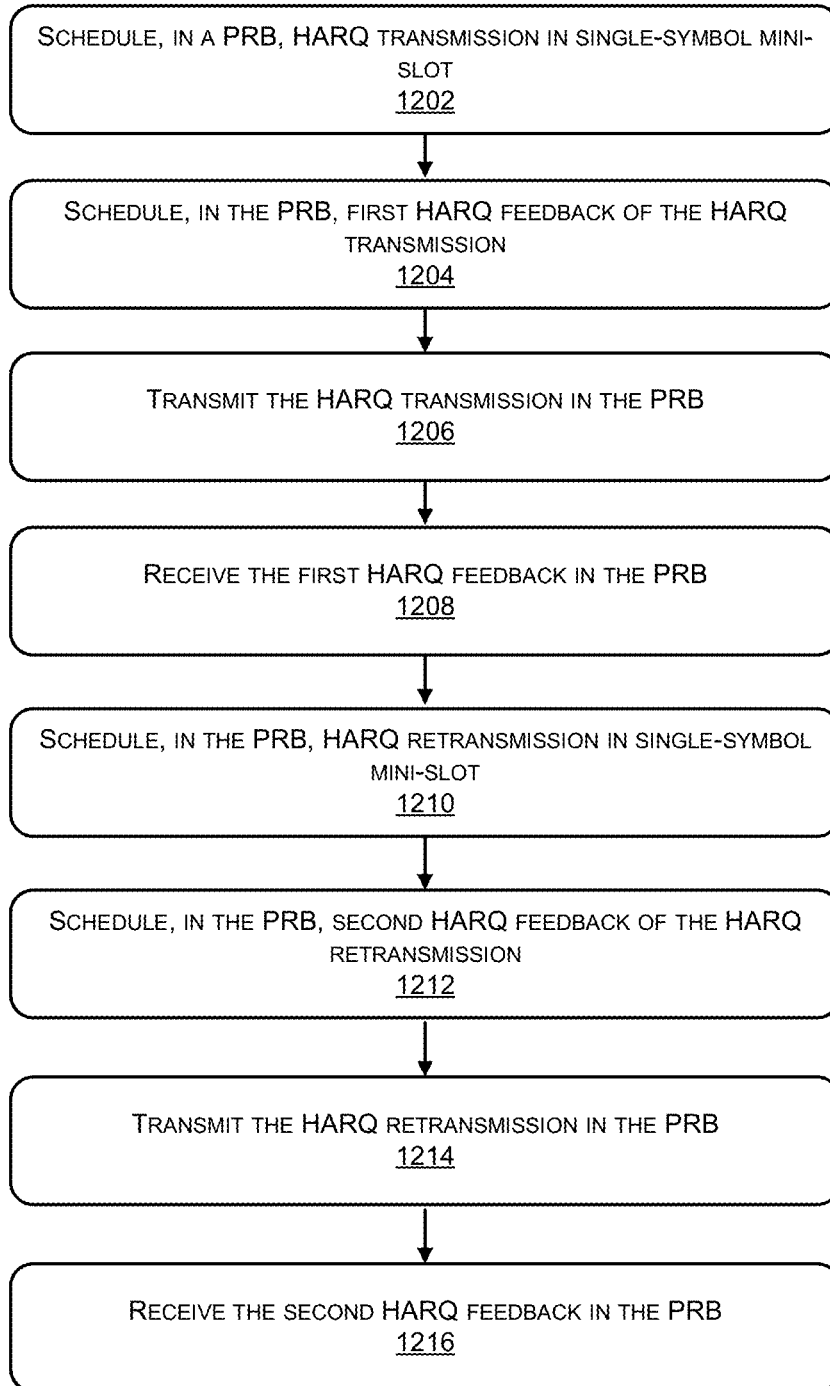 SCHEDULE, IN A PRB, HARQ TRANSMISSION IN SINGLE-SYMBOL MINI-
SLOT
1202
SCHEDULE, IN THE PRB, FIRST HARQ FEEDBACK OF THE HARQ
TRANSMISSION
1204
TRANSMIT THE HARQ TRANSMISSION IN THE PRB
1206
RECEIVE THE FIRST HARQ FEEDBACK IN THE PRB
1208
SCHEDULE, IN THE PRB, HARQ RETRANSMISSION IN SINGLE-SYMBOL
MINI-SLOT
1210
SCHEDULE, IN THE PRB, SECOND HARQ FEEDBACK OF THE HARQ
RETRANSMISSION
1212
TRANSMIT THE HARQ RETRANSMISSION IN THE PRB
1214
RECEIVE THE SECOND HARQ FEEDBACK IN THE PRB
1216